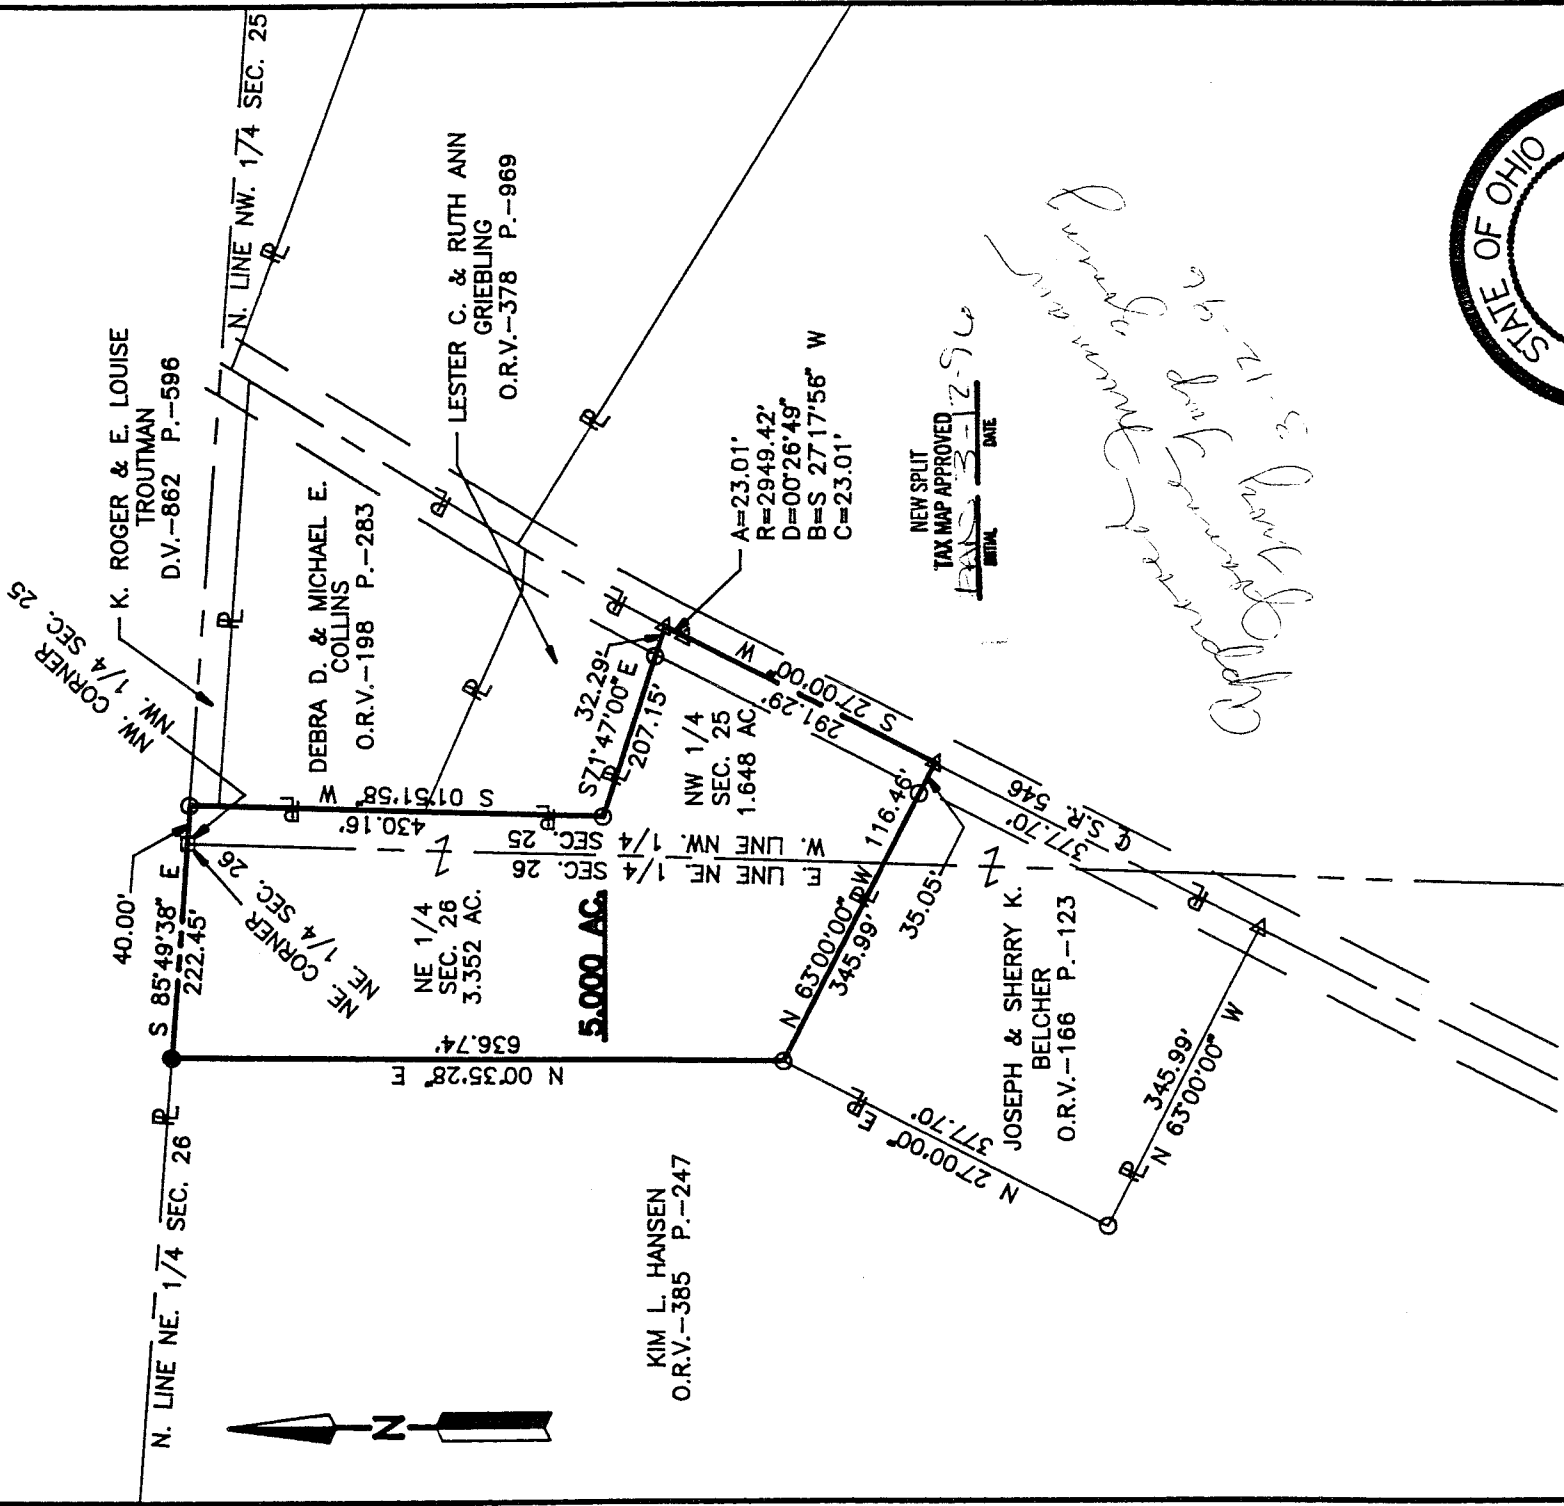 N. LINE NW. 1/4 SEC. 25
K. ROGER & E. LOUISE
TROUTMAN
D.V.-862 P.-596
NW. CORNER
NW. 1/4 SEC. 25
DEBRA D. & MICHAEL E.
COLLINS
O.R.V.-198 P.-283
LESTER C. & RUTH ANN
GRIEBLING
O.R.V.-378 P.-969
A=23.01'
R=2949.42'
D=00°26'49"
B=S 27°17'56" W
C=23.01'
40.00'
S 85°49'38" E
222.45'
NE. CORNER
NE. 1/4 SEC. 26
S 01°51'58" W
430.16'
32.29'
S71°47'00"E
207.15'
NW 1/4
SEC. 25
1.648 AC.
S 27°00'00" W
291.29'
W. LINE NW. 1/4 SEC. 25
E. LINE NE. 1/4 SEC. 26
NE 1/4
SEC. 26
3.352 AC.
5.000 AC.
N 63°00'00" W 116.46'
345.99'
35.05'
N 00°35'28" E
636.74'
377.70'
S.R. 546
JOSEPH & SHERRY K.
BELCHER
O.R.V.-166 P.-123
N 27°00'00" E
377.70'
345.99'
N 63°00'00" W
N. LINE NE. 1/4 SEC. 26
KIM L. HANSEN
O.R.V.-385 P.-247
N
NEW SPLIT
TAX MAP APPROVED
3-12-96
INITIAL DATE
Approved
3-12-96
STATE OF OHIO